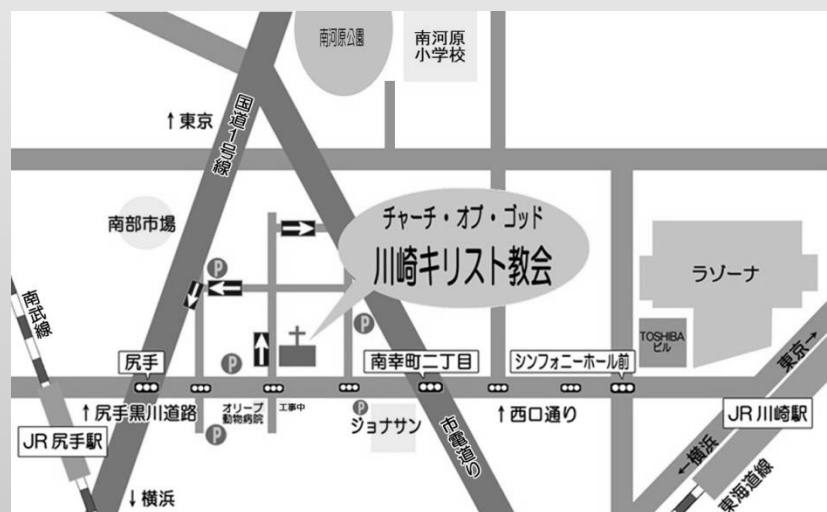 南河原公園
南河原
小学校
↑東京
国道1号線
南部市場
チャーチ・オブ・ゴッド
川崎キリスト教会
ラゾーナ
TOSHIBA
ビル
南武線
P
P
P
P
P
尻手
南幸町二丁目
シンフォニーホール前
東京→
↑尻手黒川道路
オリーブ
動物病院
工事中
ジョナサン
市電通り
↑西口通り
JR川崎駅
JR尻手駅
←横浜
東海道線
↓横浜